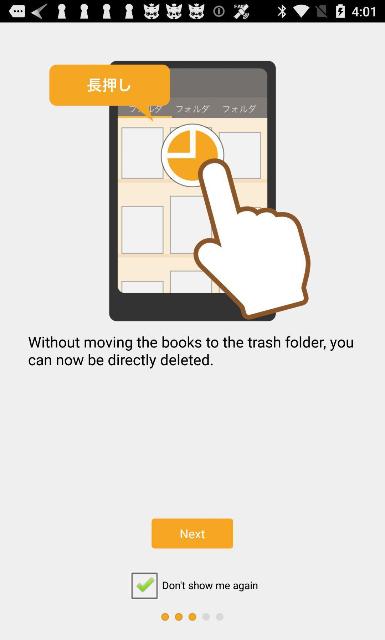 4:01
長押し
フォルダ フォルダ フォルダ
Without moving the books to the trash folder, you
can now be directly deleted.
Next
Don't show me again